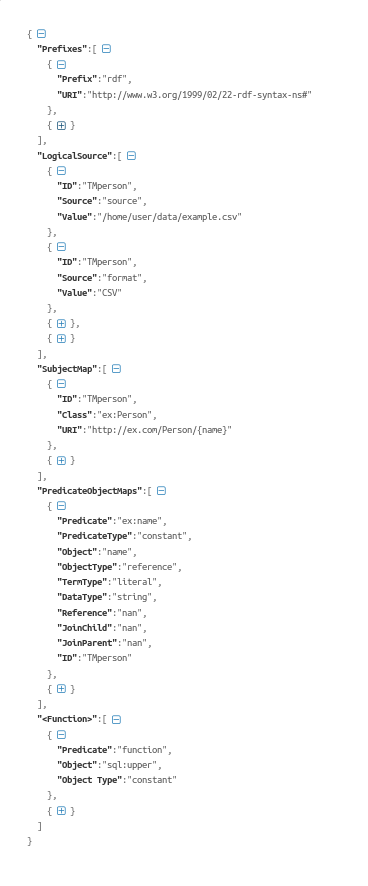 {
"Prefixes":[
{
"Prefix":"rdf",
"URI":"http://www.w3.org/1999/02/22-rdf-syntax-ns#"
},
{ }
],
"LogicalSource":[
{
"ID":"TMperson",
"Source":"source",
"Value":"/home/user/data/example.csv"
},
{
"ID":"TMperson",
"Source":"format",
"Value":"CSV"
},
{ },
{ }
],
"SubjectMap":[
{
"ID":"TMperson",
"Class":"ex:Person",
"URI":"http://ex.com/Person/{name}"
},
{ }
],
"PredicateObjectMaps":[
{
"Predicate":"ex:name",
"PredicateType":"constant",
"Object":"name",
"ObjectType":"reference",
"TermType":"literal",
"DataType":"string",
"Reference":"nan",
"JoinChild":"nan",
"JoinParent":"nan",
"ID":"TMperson"
},
{ }
],
"<Function>":[
{
"Predicate":"function",
"Object":"sql:upper",
"Object Type":"constant"
},
{ }
]
}